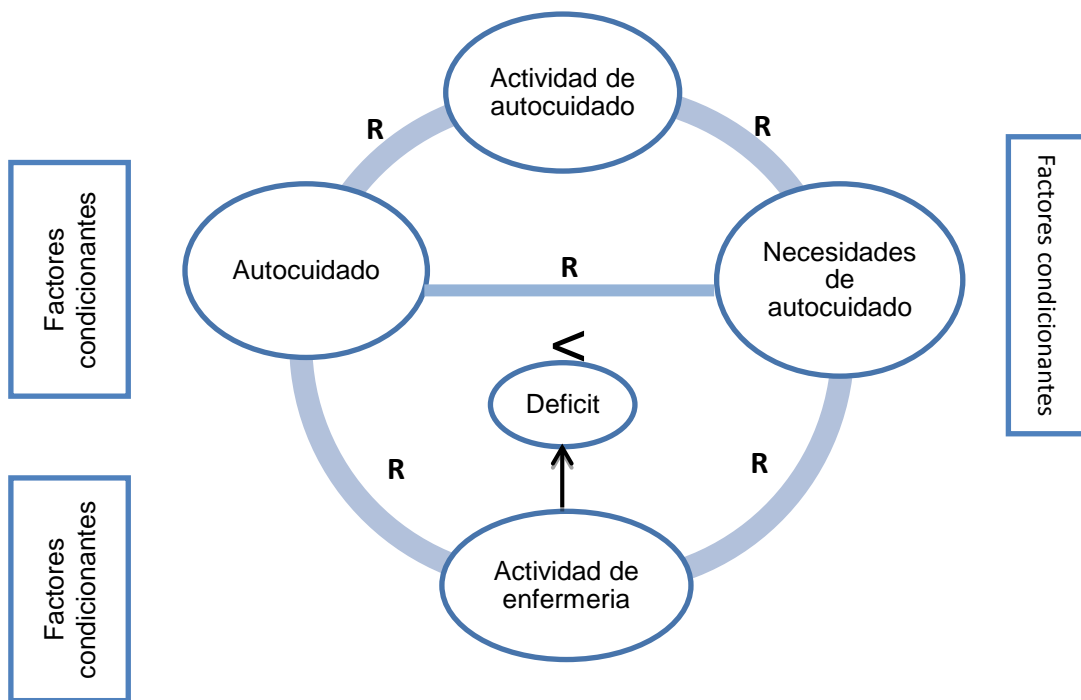 Actividad de
autocuidado
R
R
Factores
condicionantes
Autocuidado
R
Necesidades
de
autocuidado
Factores condicionantes
<
Deficit
R
R
Factores
condicionantes
Actividad de
enfermeria